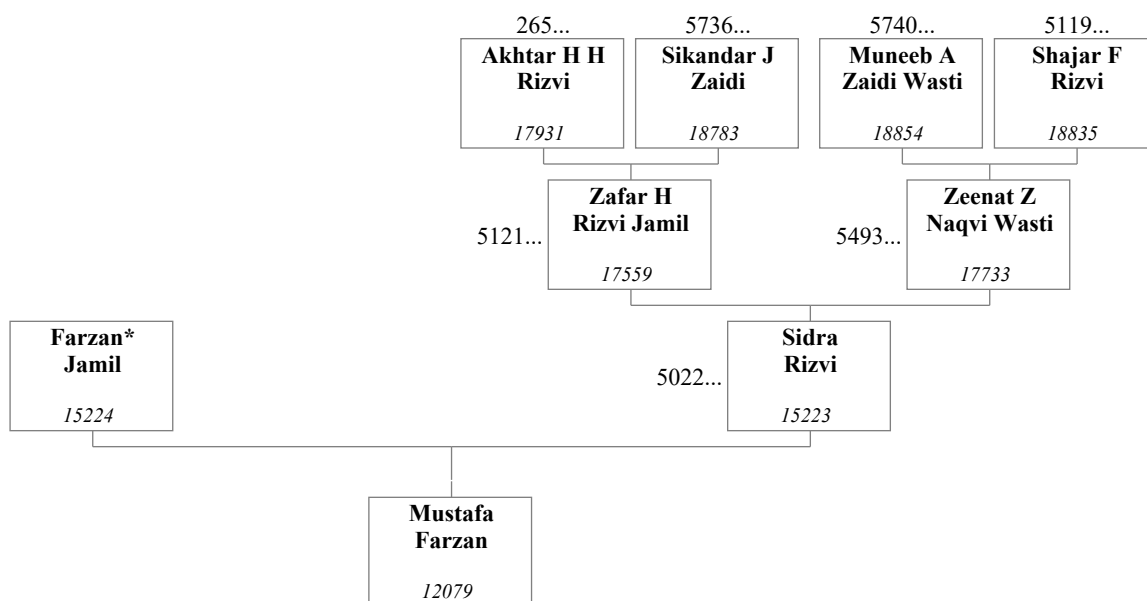 265...
5736...
5740...
5119...
Akhtar H H
Rizvi
17931
Sikandar J
Zaidi
18783
Muneeb A
Zaidi Wasti
18854
Shajar F
Rizvi
18835
5121...
Zafar H
Rizvi Jamil
17559
5493...
Zeenat Z
Naqvi Wasti
17733
Farzan*
Jamil
15224
5022...
Sidra
Rizvi
15223
Mustafa
Farzan
12079